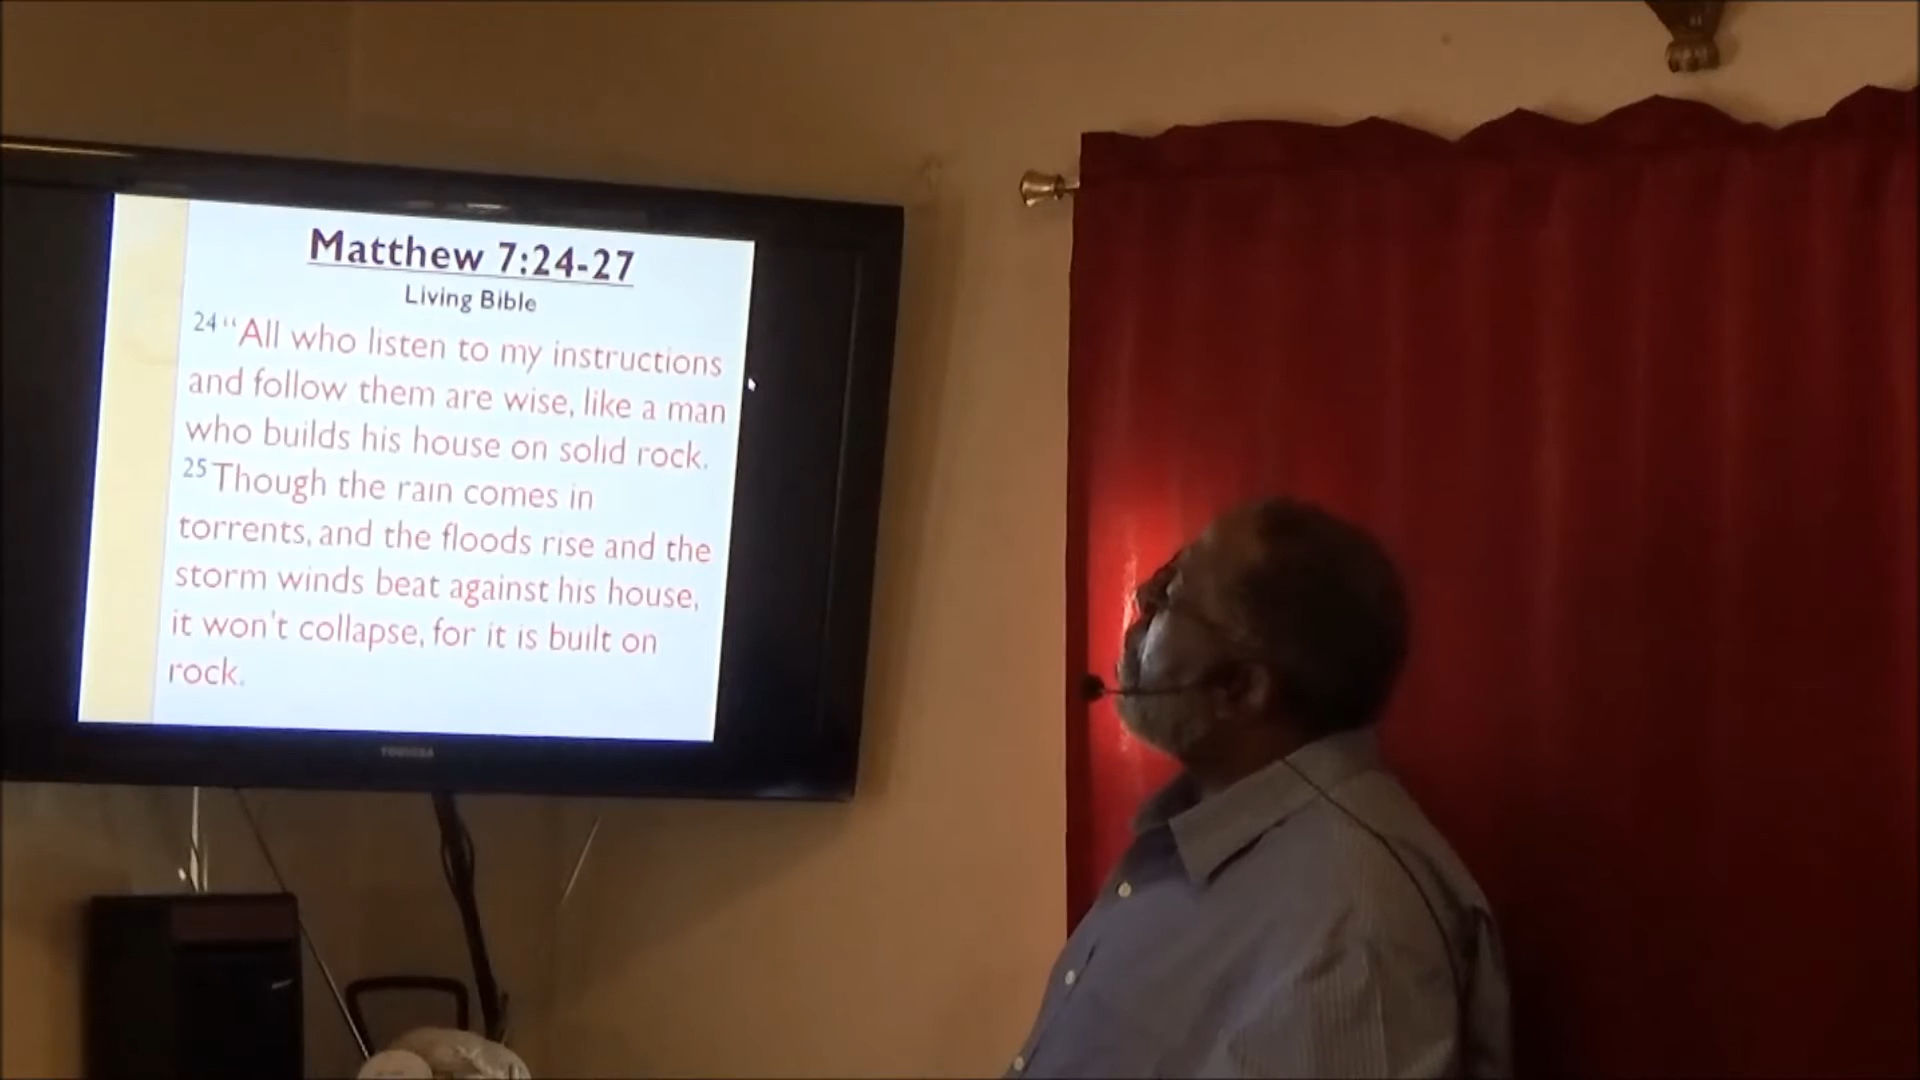 Matthew 7:24-27
Living Bible
24 “All who listen to my instructions
and follow them are wise, like a man
who builds his house on solid rock.
25 Though the rain comes in
torrents, and the floods rise and the
storm winds beat against his house,
it won't collapse, for it is built on
rock.
TOSHIBA